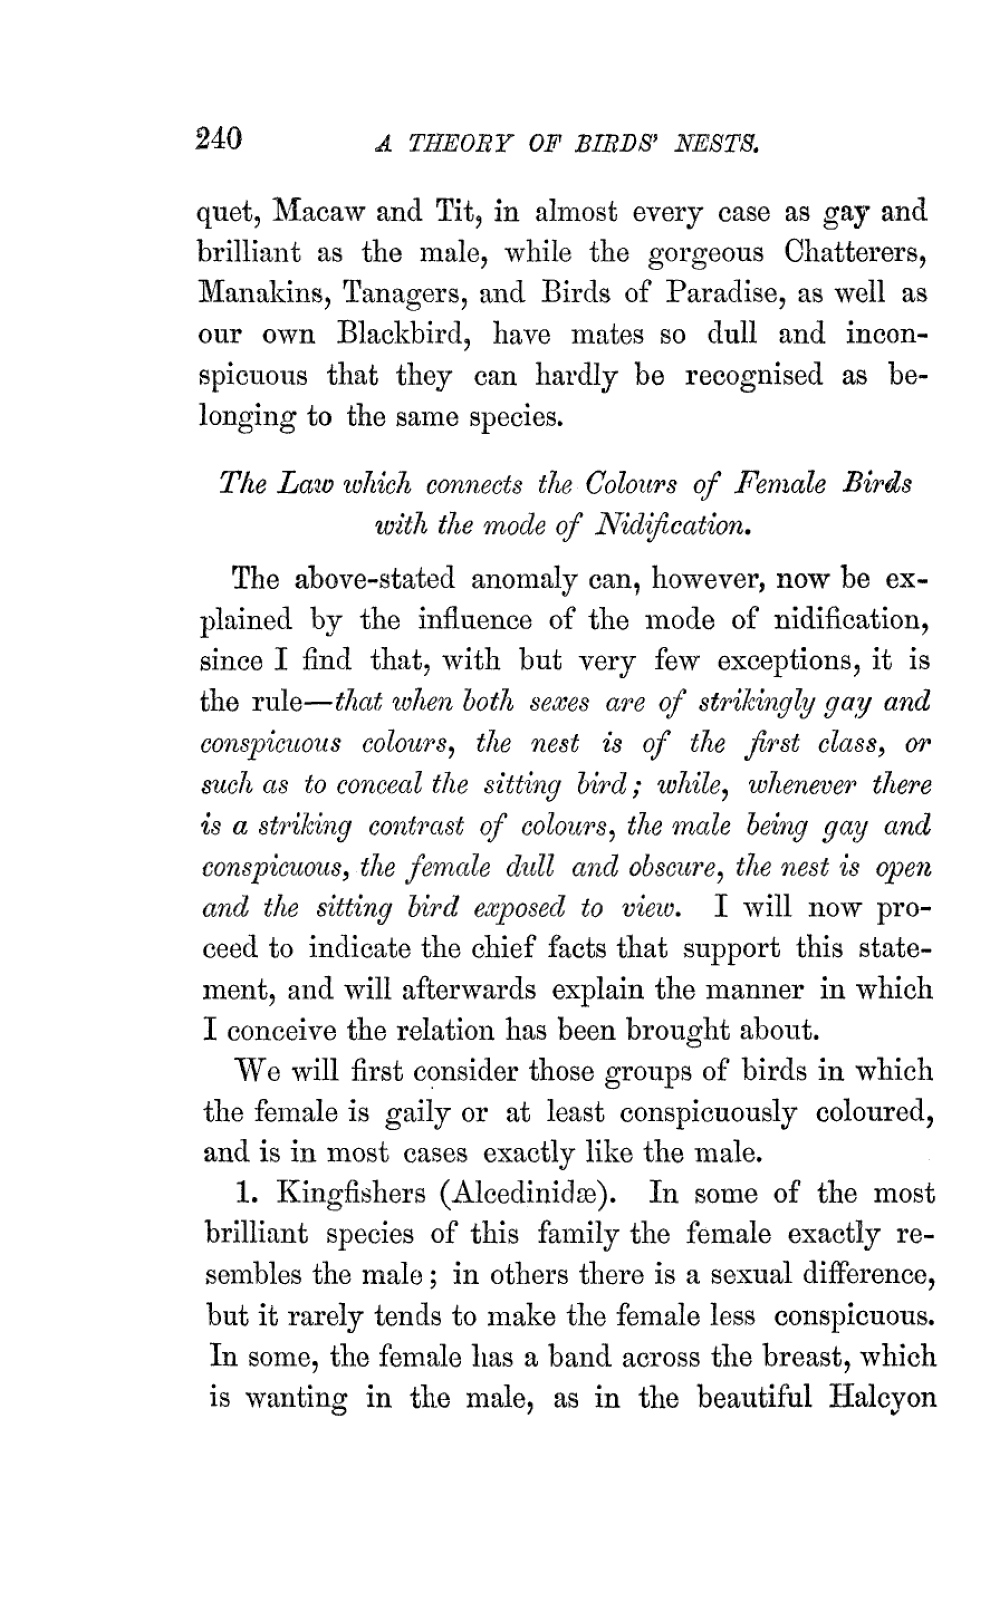 240 A THEORY OF BIRDS' NESTS.
quet, Macaw and Tit, in almost every case as gay and
brilliant as the male, while the gorgeous Chatterers,
Manakins, Tanagers, and Birds of Paradise, as well as
our own Blackbird, have mates so dull and incon-
spicuous that they can hardly be recognised as be-
longing to the same species.
The Law which connects the Colours of Female Birds
with the mode of Nidification.
The above-stated anomaly can, however, now be ex-
plained by the influence of the mode of nidification,
since I find that, with but very few exceptions, it is
the rule—that when both sexes are of strikingly gay and
conspicuous colours, the nest is of the first class, or
such as to conceal the sitting bird; while, whenever there
is a striking contrast of colours, the male being gay and
conspicuous, the female dull and obscure, the nest is open
and the sitting bird exposed to view. I will now pro-
ceed to indicate the chief facts that support this state-
ment, and will afterwards explain the manner in which
I conceive the relation has been brought about.
We will first consider those groups of birds in which
the female is gaily or at least conspicuously coloured,
and is in most cases exactly like the male.
1. Kingfishers (Alcedinidæ). In some of the most
brilliant species of this family the female exactly re-
sembles the male; in others there is a sexual difference,
but it rarely tends to make the female less conspicuous.
In some, the female has a band across the breast, which
is wanting in the male, as in the beautiful Halcyon